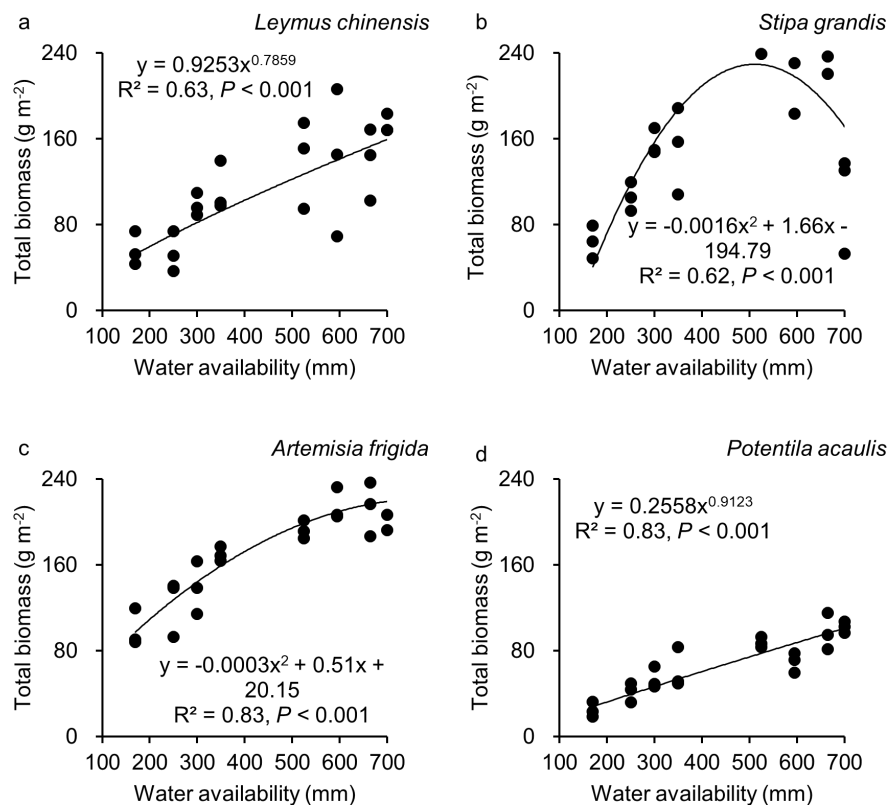 a
Leymus chinensis
240
160
80
0
Total biomass (g m⁻²)
y = 0.9253x⁰·⁷⁸⁵⁹
R² = 0.63, P < 0.001
100 200 300 400 500 600 700
Water availability (mm)
b
Stipa grandis
240
160
80
0
Total biomass (g m⁻²)
y = -0.0016x² + 1.66x -
194.79
R² = 0.62, P < 0.001
100 200 300 400 500 600 700
Water availability (mm)
c
Artemisia frigida
240
160
80
0
Total biomass (g m⁻²)
y = -0.0003x² + 0.51x +
20.15
R² = 0.83, P < 0.001
100 200 300 400 500 600 700
Water availability (mm)
d
Potentila acaulis
240
160
80
0
Total biomass (g m⁻²)
y = 0.2558x⁰·⁹¹²³
R² = 0.83, P < 0.001
100 200 300 400 500 600 700
Water availability (mm)